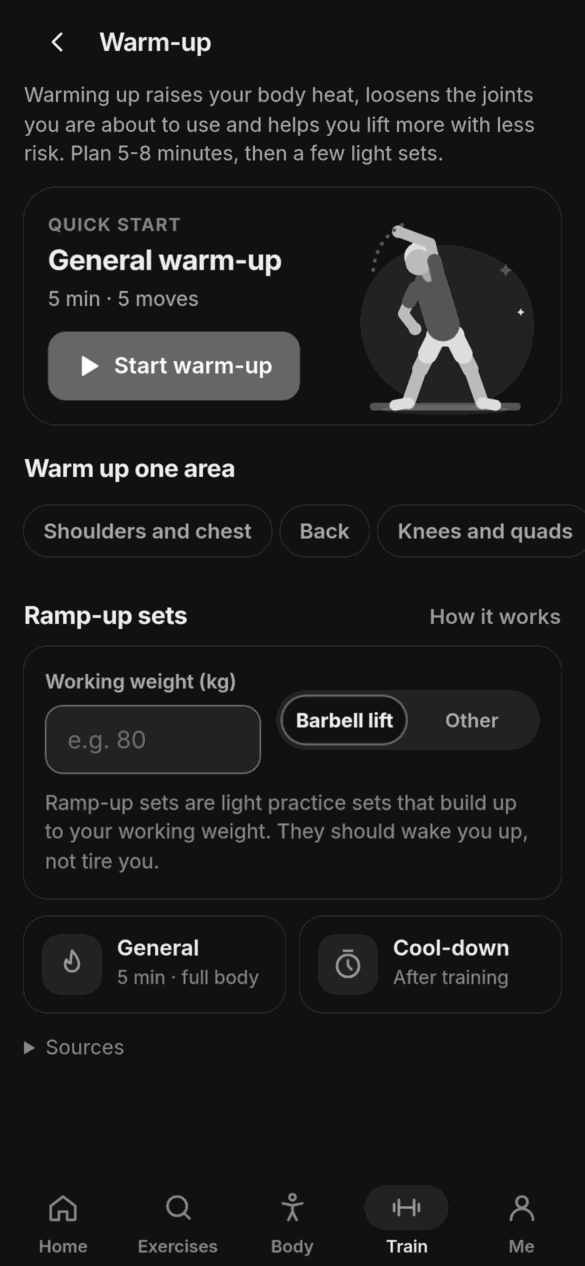 Warm-up
Warming up raises your body heat, loosens the joints
you are about to use and helps you lift more with less
risk. Plan 5-8 minutes, then a few light sets.
QUICK START
General warm-up
5 min · 5 moves
Start warm-up
Warm up one area
Shoulders and chest
Back
Knees and quads
Ramp-up sets
How it works
Working weight (kg)
e.g. 80
Barbell lift
Other
Ramp-up sets are light practice sets that build up
to your working weight. They should wake you up,
not tire you.
General
5 min · full body
Cool-down
After training
Sources
Home
Exercises
Body
Train
Me